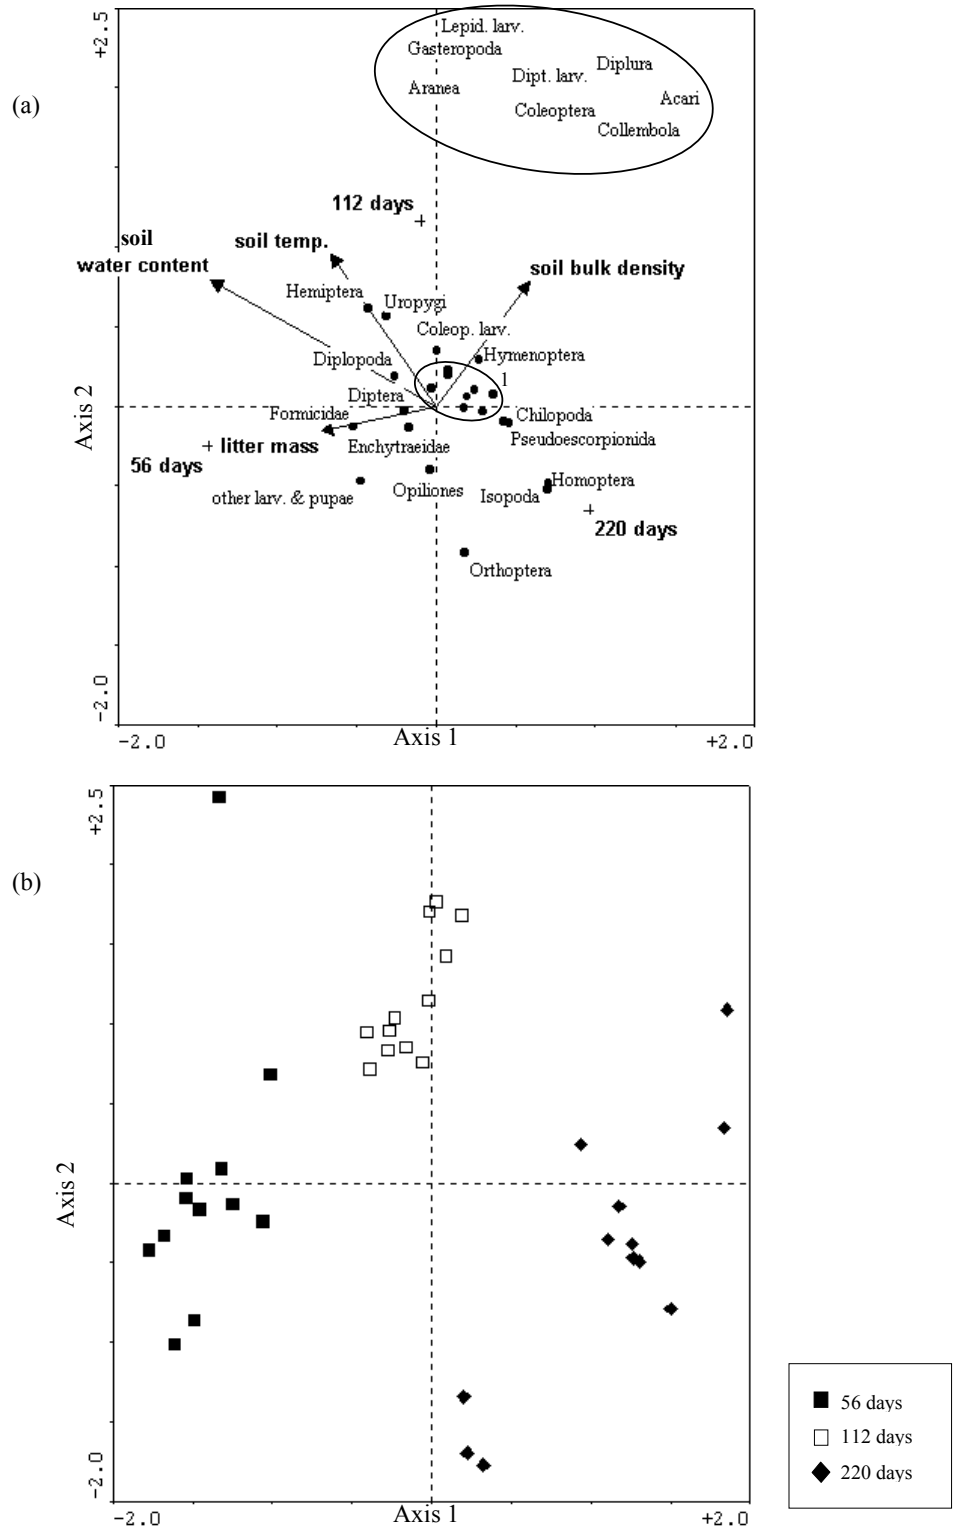 +2.5
Lepid. larv.
Gasteropoda
Diplura
Dipt. larv.
Aranea
Acari
(a)
Coleoptera
Collembola
112 days
+
soil
soil temp.
water content
soil bulk density
Hemiptera
Uropygi
Coleop. larv.
Diplopoda
Hymenoptera
1
Diptera
Axis 2
Formicidae
Chilopoda
+ litter mass
Enchytraeidae
Pseudoescorpionida
56 days
Opiliones
Homoptera
other larv. & pupae
Isopoda
+
220 days
Orthoptera
-2.0
-2.0
Axis 1
+2.0
+2.5
(b)
Axis 2
-2.0
-2.0
Axis 1
+2.0
56 days
112 days
220 days